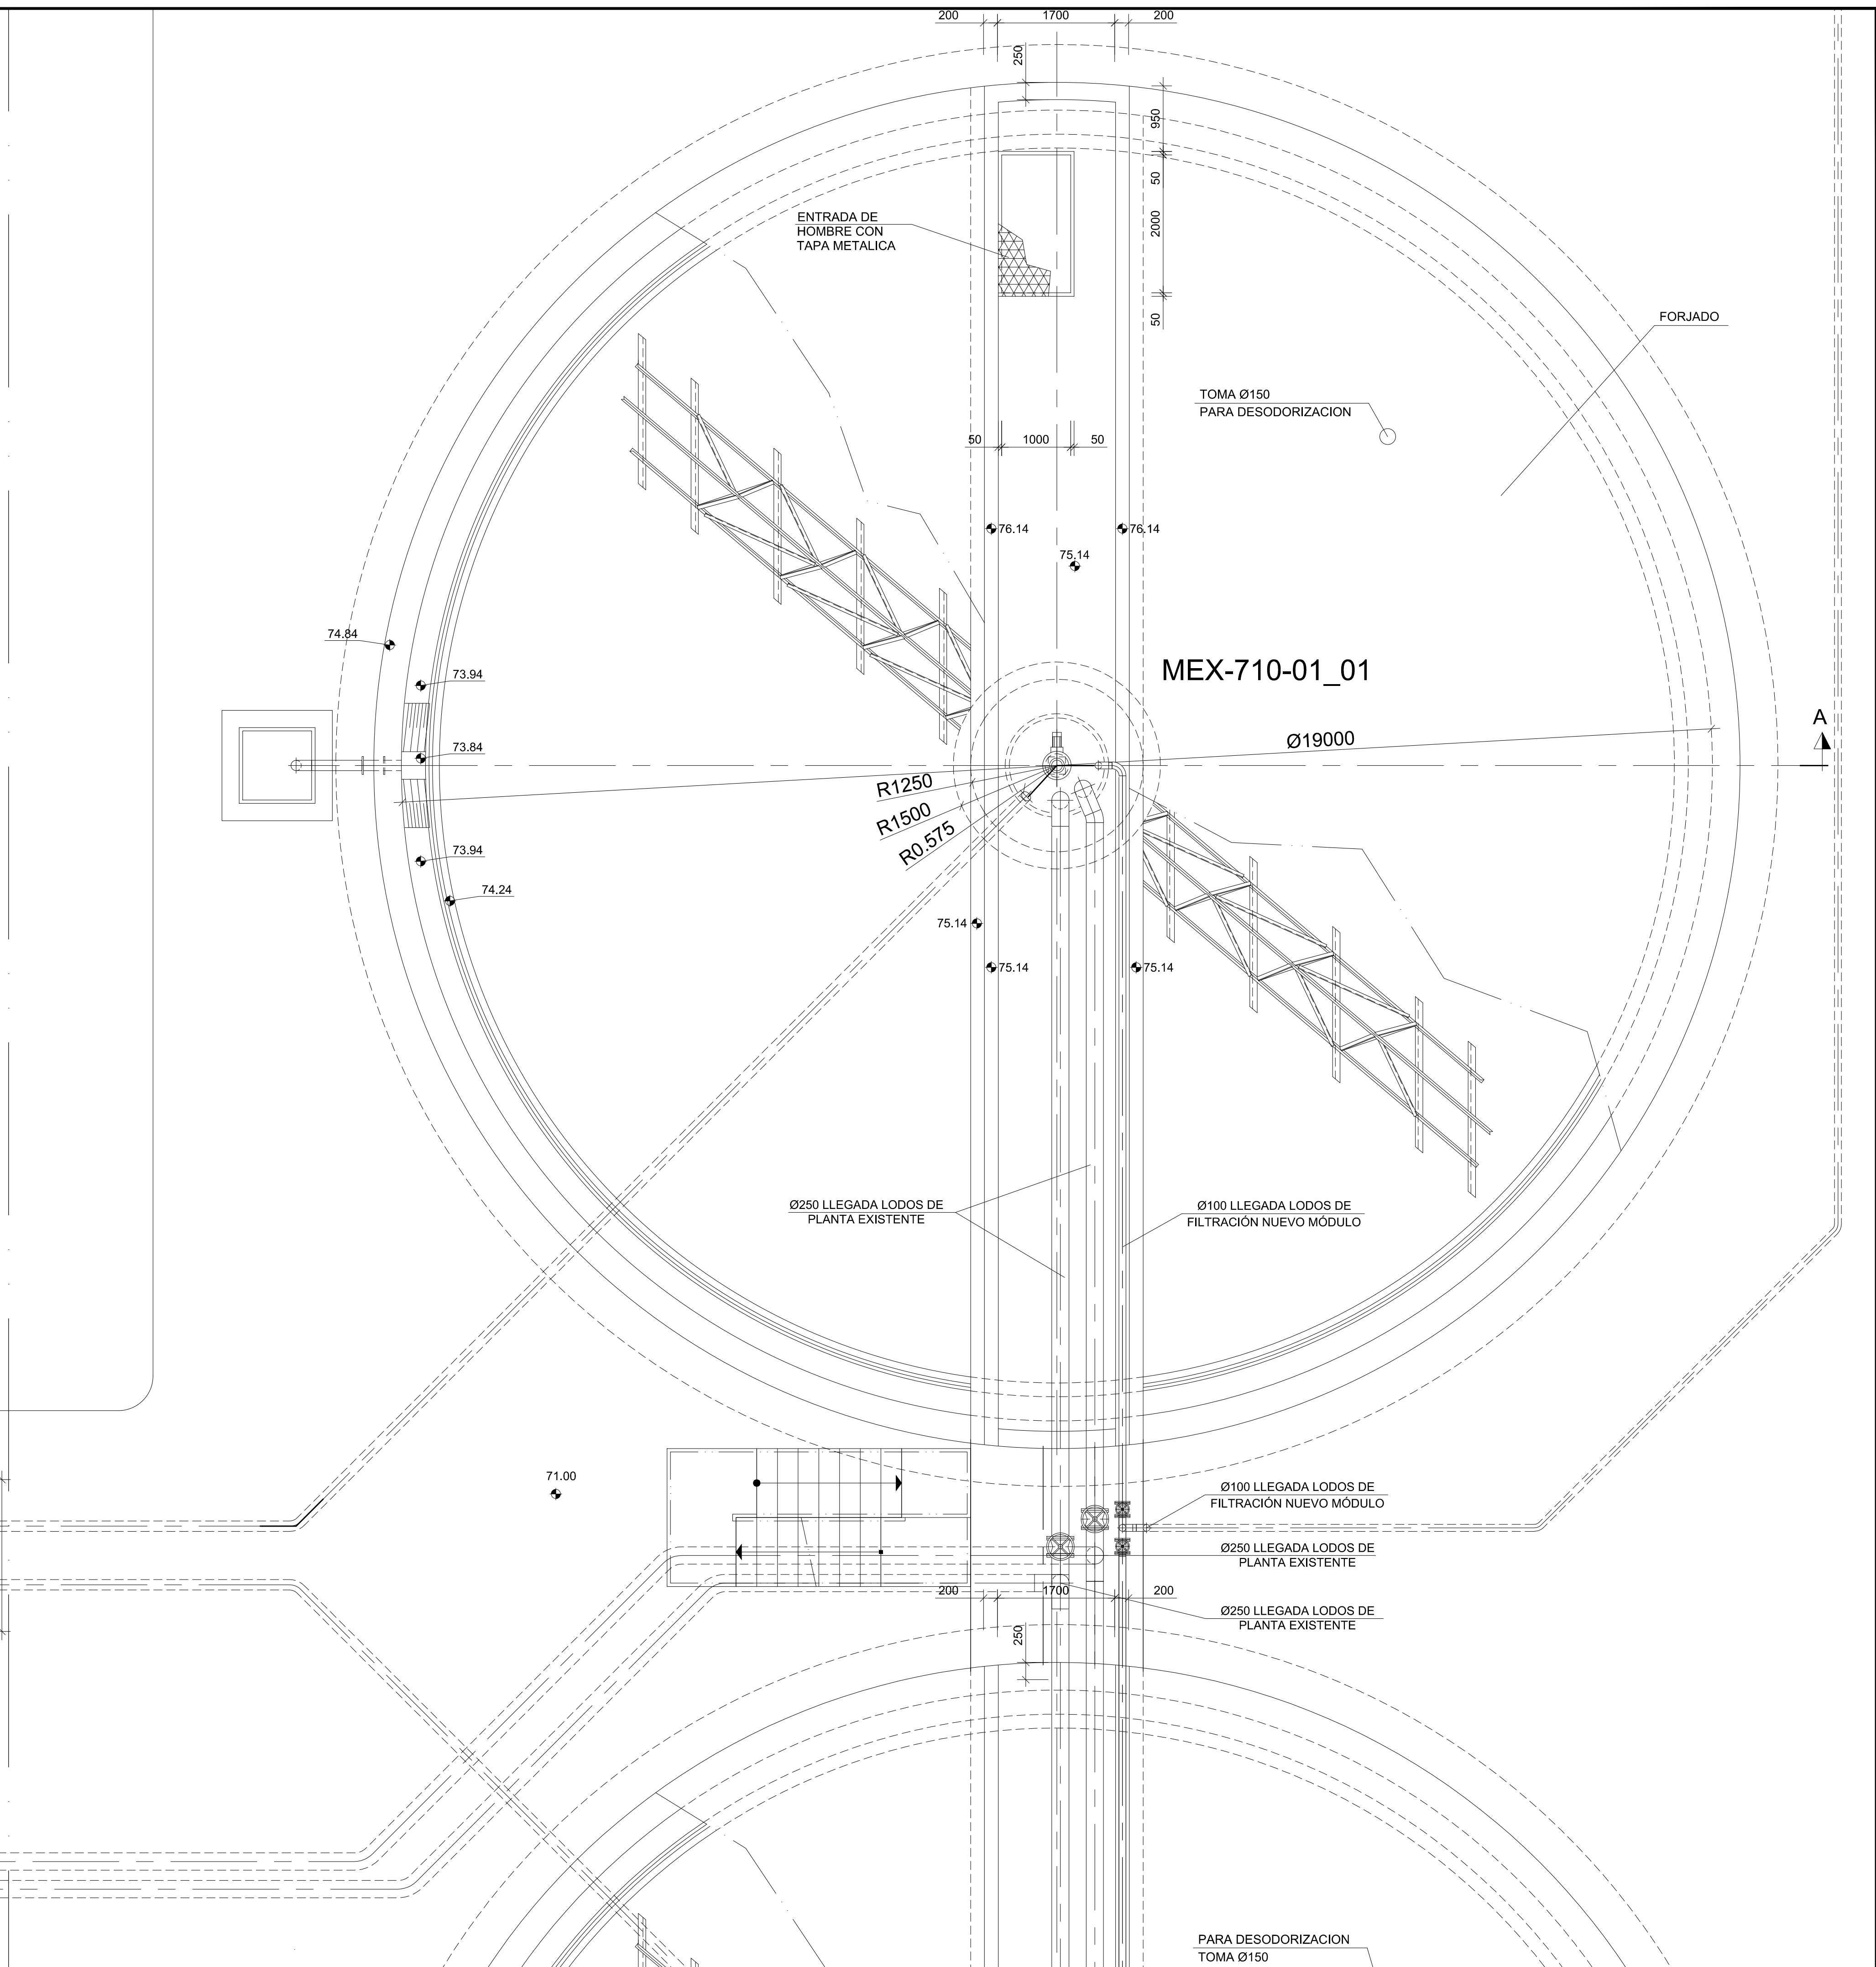 200 1700 200
250
950
50
2000
50
ENTRADA DE
HOMBRE CON
TAPA METALICA
FORJADO
TOMA Ø150
PARA DESODORIZACION
50 1000 50
76.14 76.14
75.14
74.84
MEX-710-01_01
73.94
A
Ø19000
73.84
R1250
R1500
R0.575
73.94
74.24
75.14
75.14 75.14
Ø250 LLEGADA LODOS DE
PLANTA EXISTENTE
Ø100 LLEGADA LODOS DE
FILTRACIÓN NUEVO MÓDULO
71.00
Ø100 LLEGADA LODOS DE
FILTRACIÓN NUEVO MÓDULO
Ø250 LLEGADA LODOS DE
PLANTA EXISTENTE
200 1700 200
Ø250 LLEGADA LODOS DE
PLANTA EXISTENTE
250
PARA DESODORIZACION
TOMA Ø150